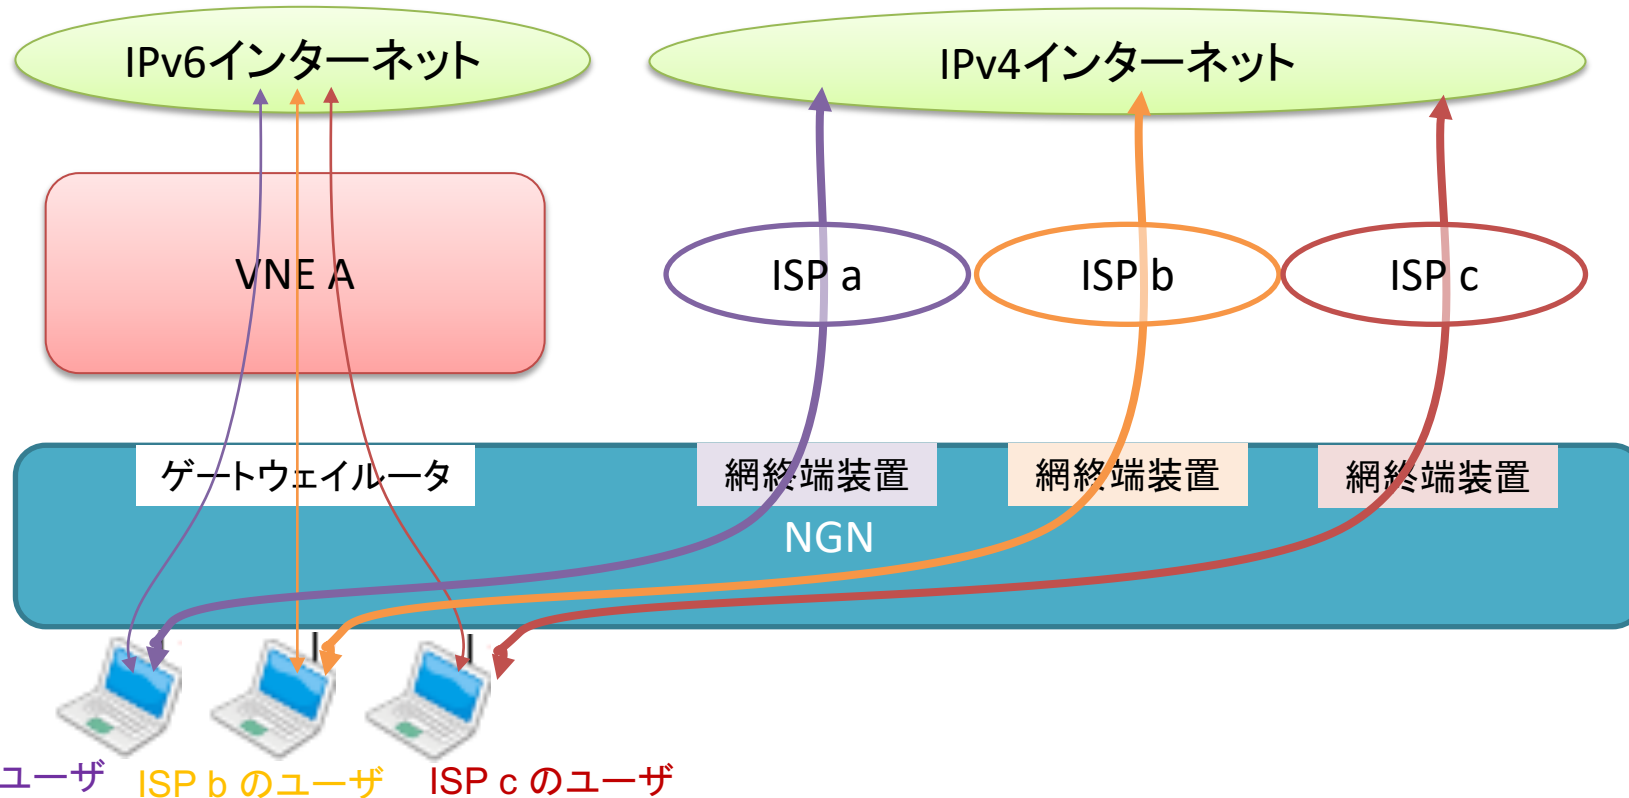 IPv6インターネット
IPv4インターネット
VNE A
ISP a
ISP b
ISP c
ゲートウェイルータ
網終端装置
網終端装置
網終端装置
NGN
ユーザ
ISP b のユーザ
ISP c のユーザ